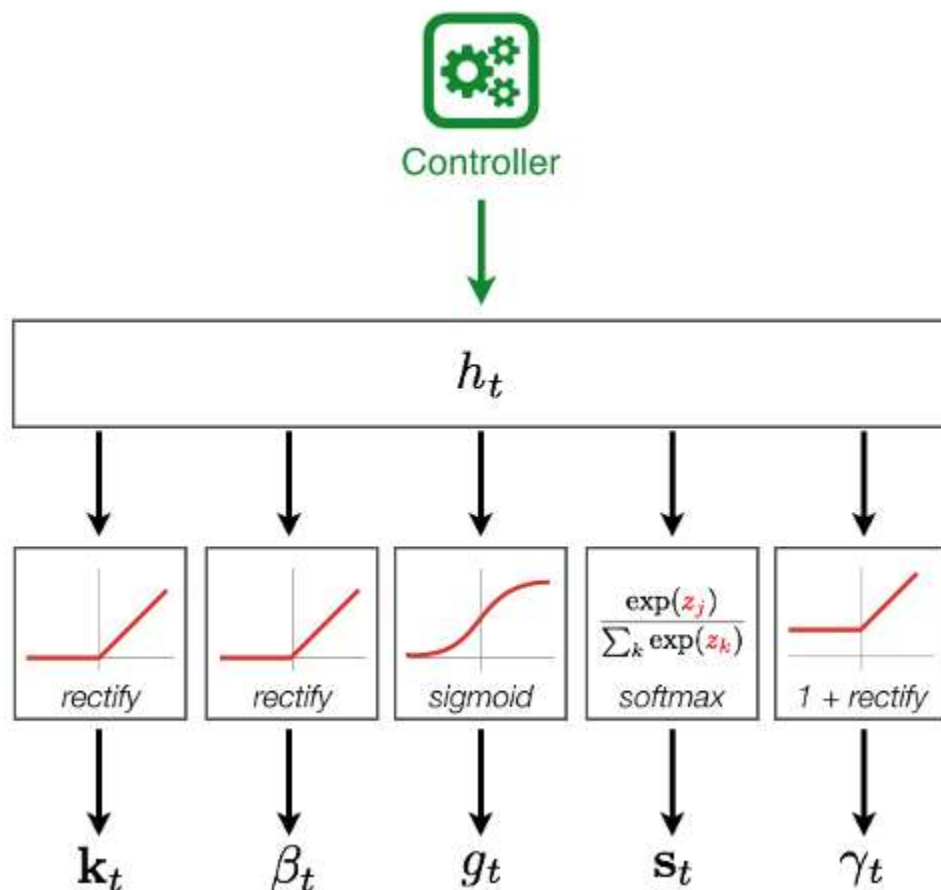 Controller
h_t
exp(z_j)
∑_k exp(z_k)
rectify rectify sigmoid softmax 1 + rectify
k_t β_t g_t s_t γ_t